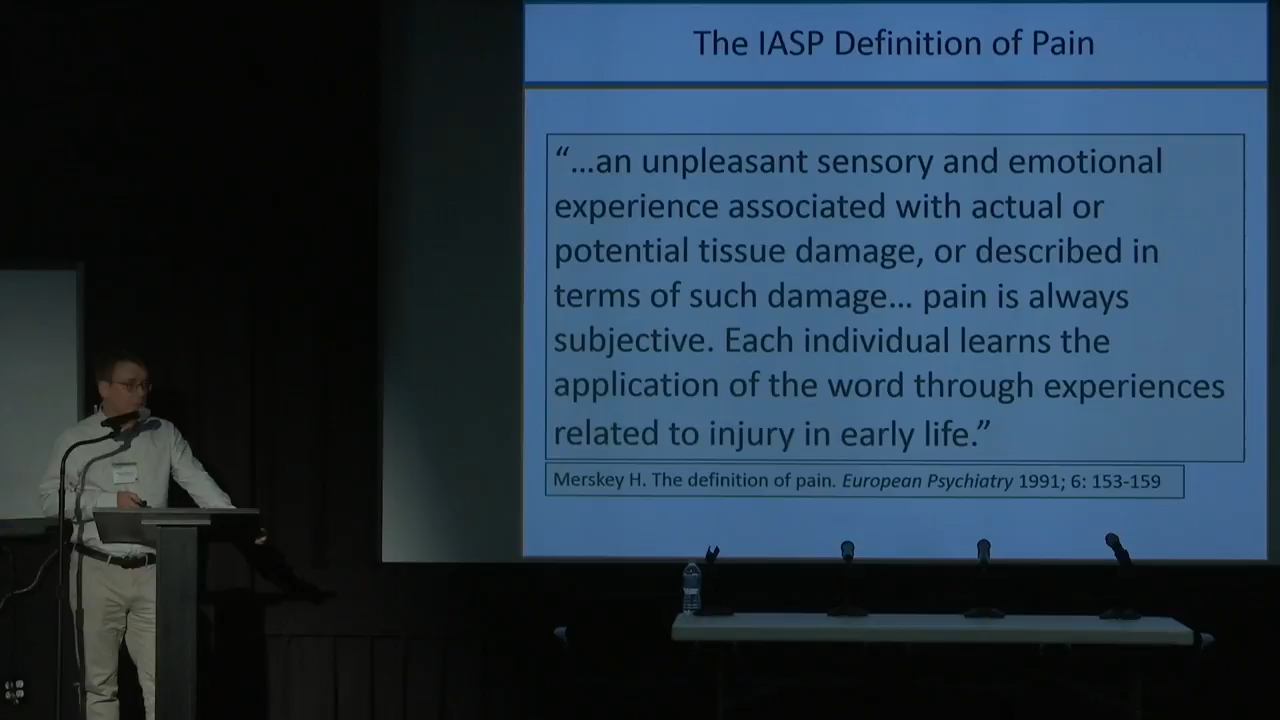 The IASP Definition of Pain
“…an unpleasant sensory and emotional
experience associated with actual or
potential tissue damage, or described in
terms of such damage… pain is always
subjective. Each individual learns the
application of the word through experiences
related to injury in early life.”
Merskey H. The definition of pain. European Psychiatry 1991; 6: 153-159